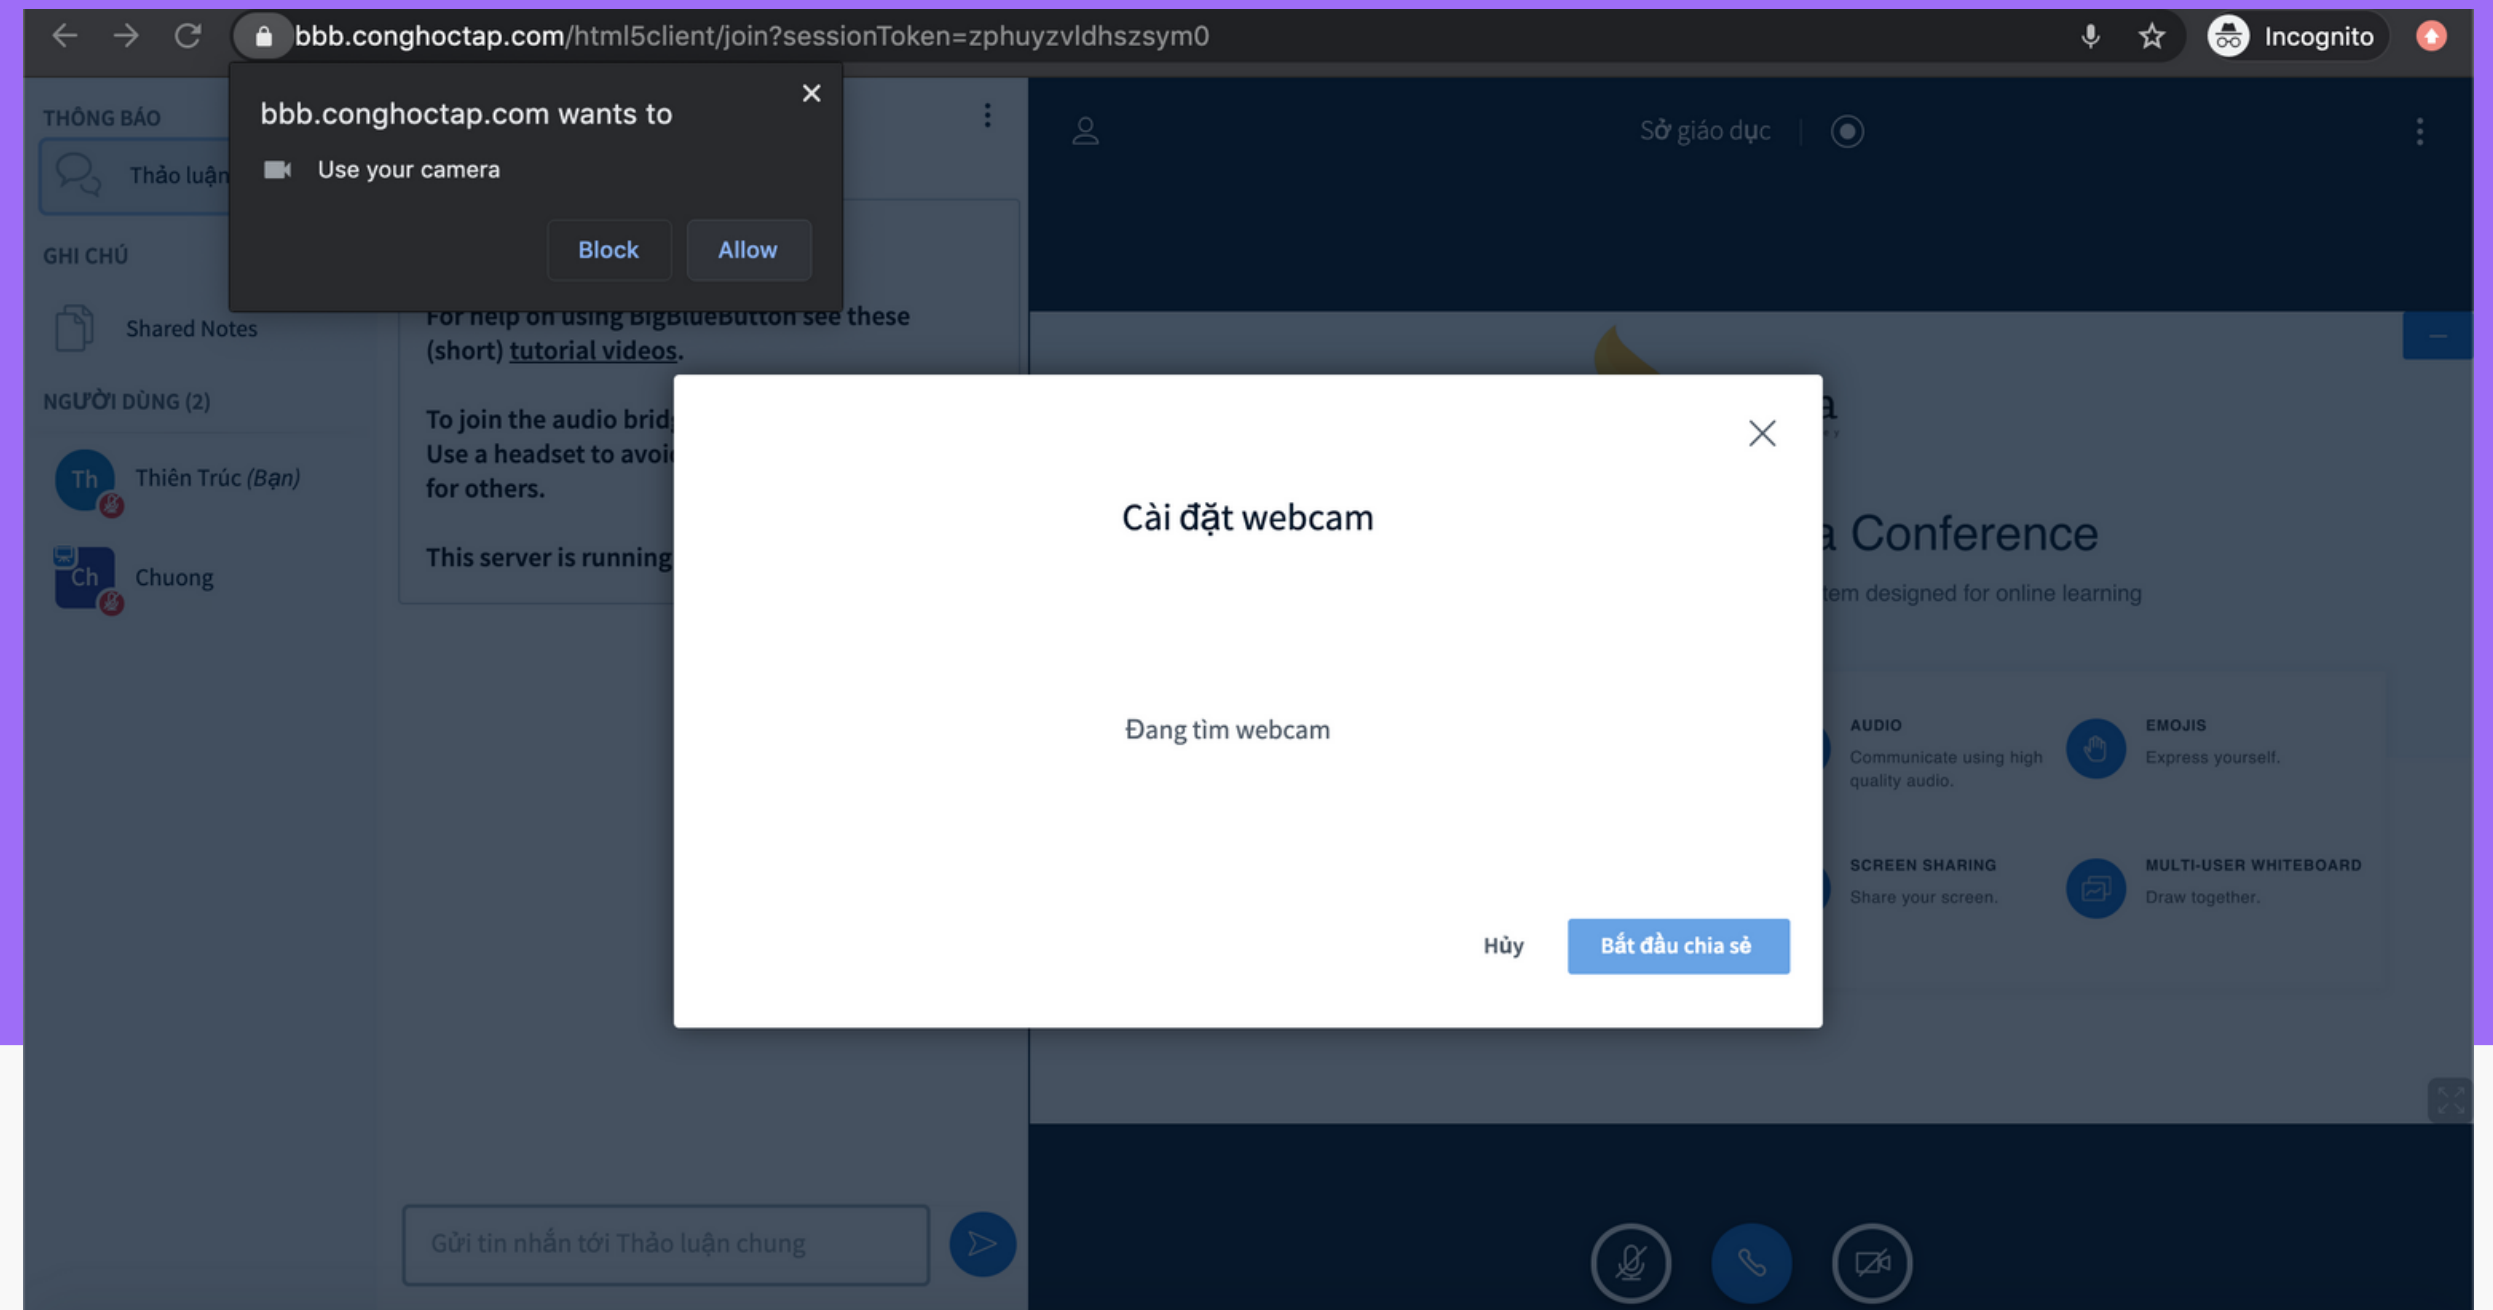 bbb.conghoctap.com/html5client/join?sessionToken=zphuyzvldhszsym0
Incognito
bbb.conghoctap.com wants to
Use your camera
Block
Allow
THÔNG BÁO
Thảo luận
GHI CHÚ
Shared Notes
NGƯỜI DÙNG (2)
Th
Thiên Trúc (Bạn)
Ch
Chuong
For help on using BigBlueButton see these
(short) tutorial videos.
To join the audio brid
Use a headset to avoi
for others.
This server is running
Gửi tin nhắn tới Thảo luận chung
Sở giáo dục
Cài đặt webcam
Đang tìm webcam
Hủy
Bắt đầu chia sẻ
a
a Conference
tem designed for online learning
AUDIO
Communicate using high
quality audio.
EMOJIS
Express yourself.
SCREEN SHARING
Share your screen.
MULTI-USER WHITEBOARD
Draw together.